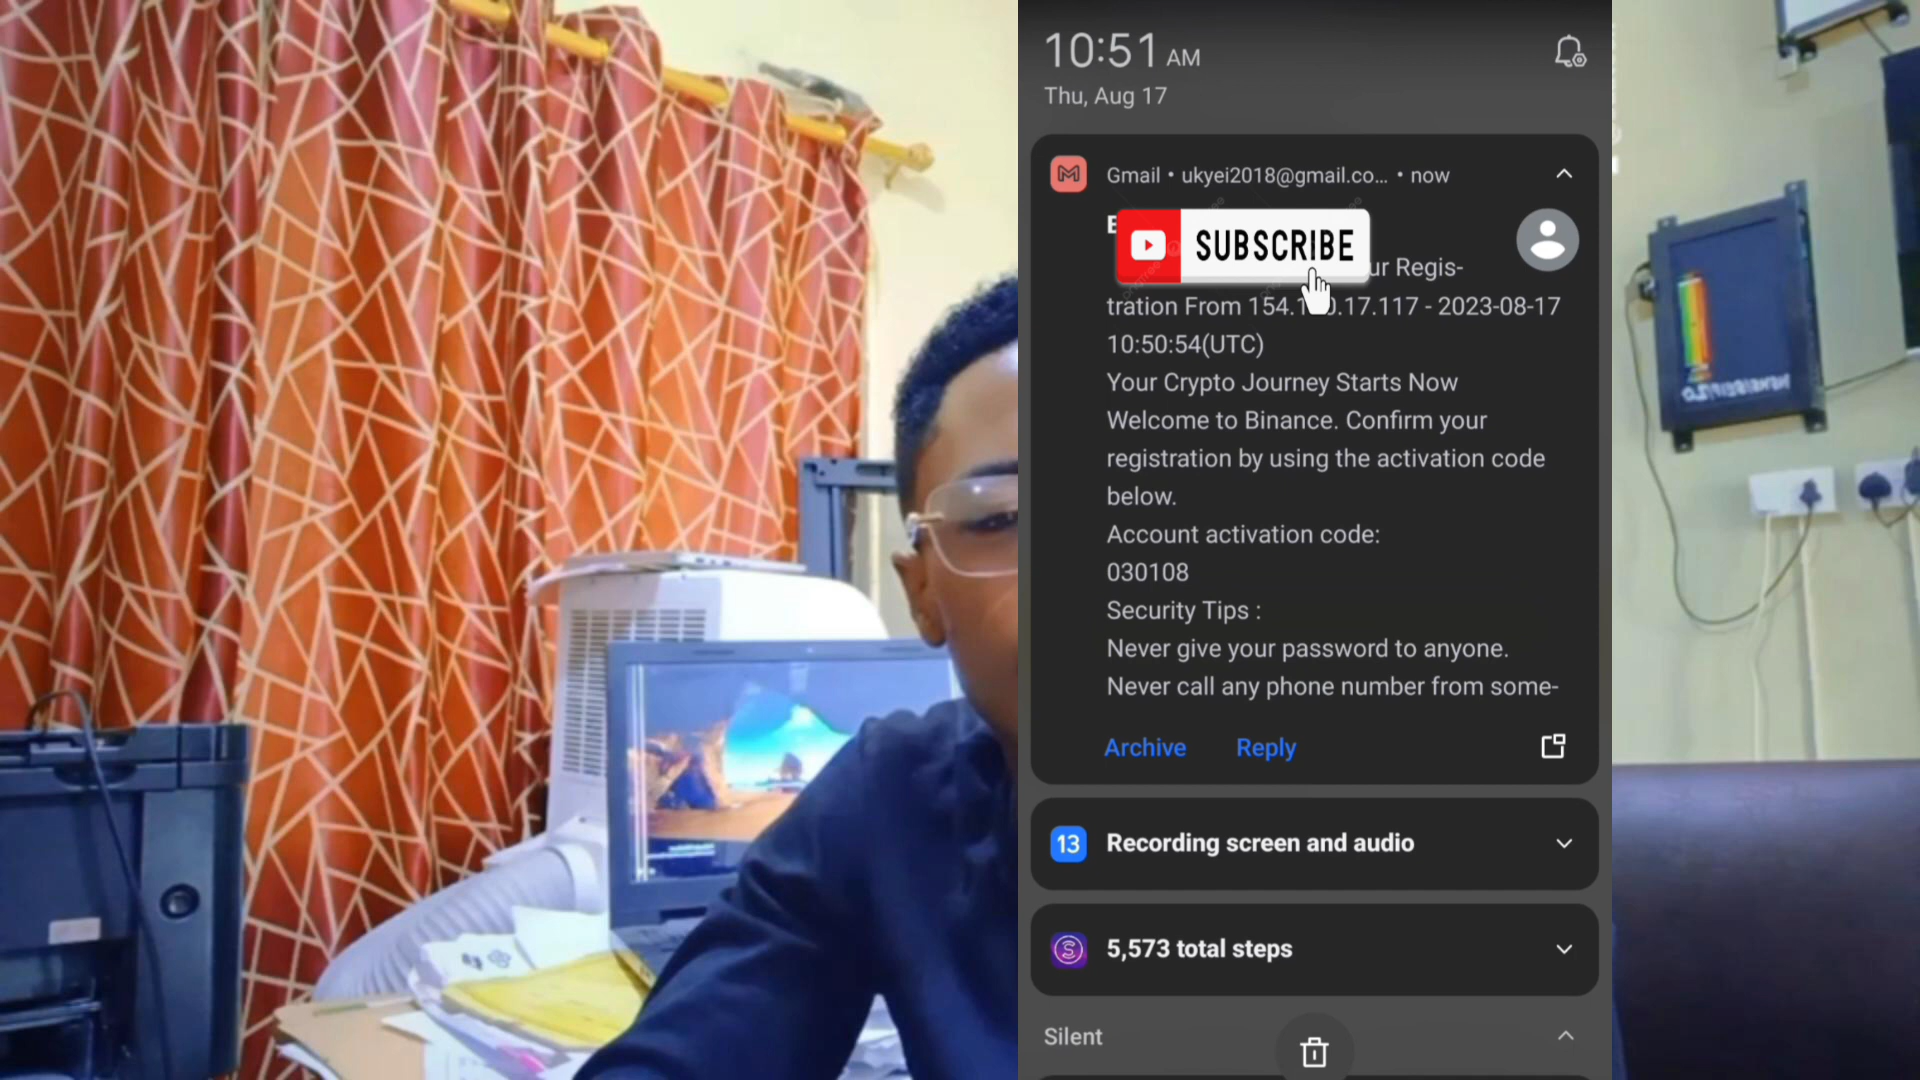 10:51 AM
Thu, Aug 17
Gmail • ukyei2018@gmail.co... • now
SUBSCRIBE
ur Regis-
tration From 154.1 0.17.117 - 2023-08-17
10:50:54(UTC)
Your Crypto Journey Starts Now
Welcome to Binance. Confirm your
registration by using the activation code
below.
Account activation code:
030108
Security Tips :
Never give your password to anyone.
Never call any phone number from some-
Archive Reply
13 Recording screen and audio
5,573 total steps
Silent